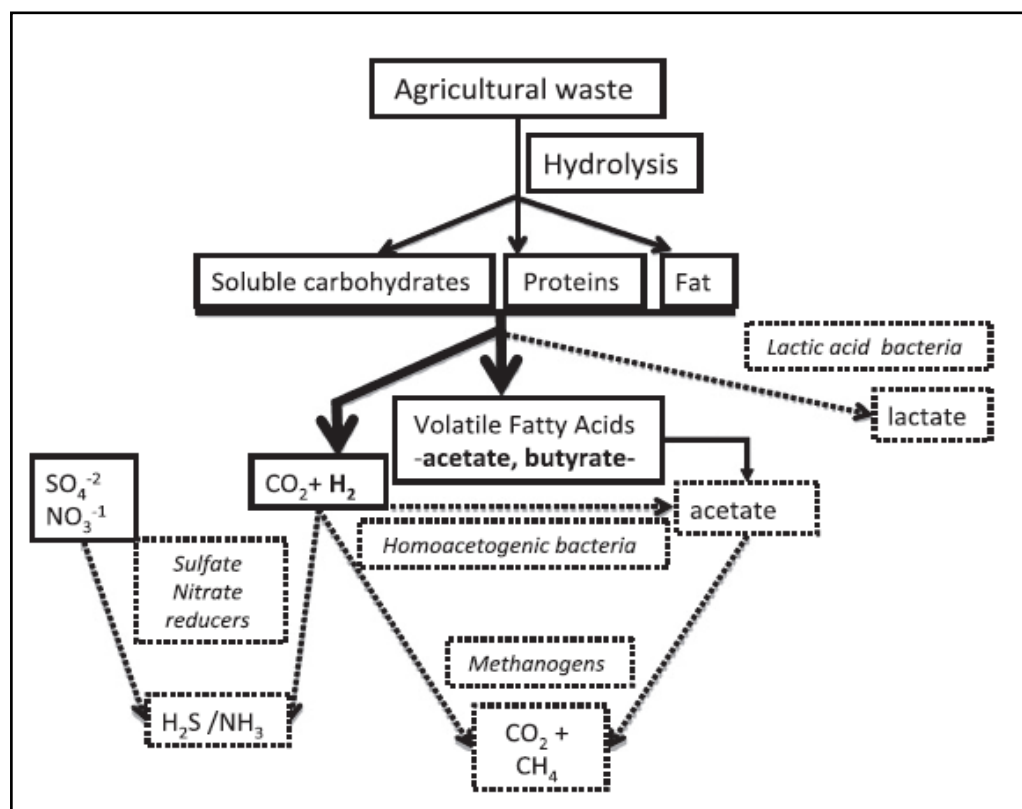 Agricultural waste
Hydrolysis
Soluble carbohydrates
Proteins
Fat
Lactic acid bacteria
lactate
Volatile Fatty Acids
-acetate, butyrate-
SO₄⁻²
NO₃⁻¹
CO₂+ H₂
acetate
Homoacetogenic bacteria
Sulfate
Nitrate
reducers
Methanogens
H₂S /NH₃
CO₂ +
CH₄